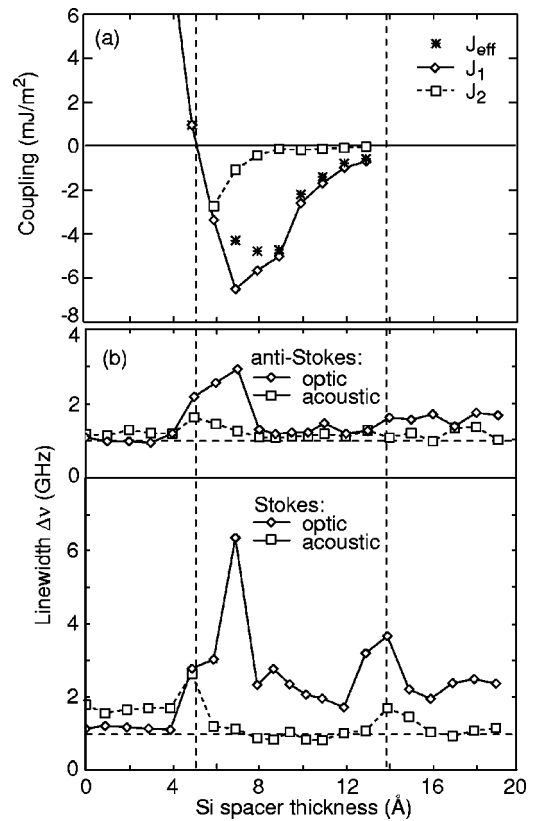 (a)
J_eff
J_1
J_2
6
4
2
0
-2
-4
-6
-8
Coupling (mJ/m²)
(b)
anti-Stokes:
optic
acoustic
4
2
0
Stokes:
optic
acoustic
6
4
2
0
Linewidth Δν (GHz)
0 4 8 12 16 20
Si spacer thickness (Å)